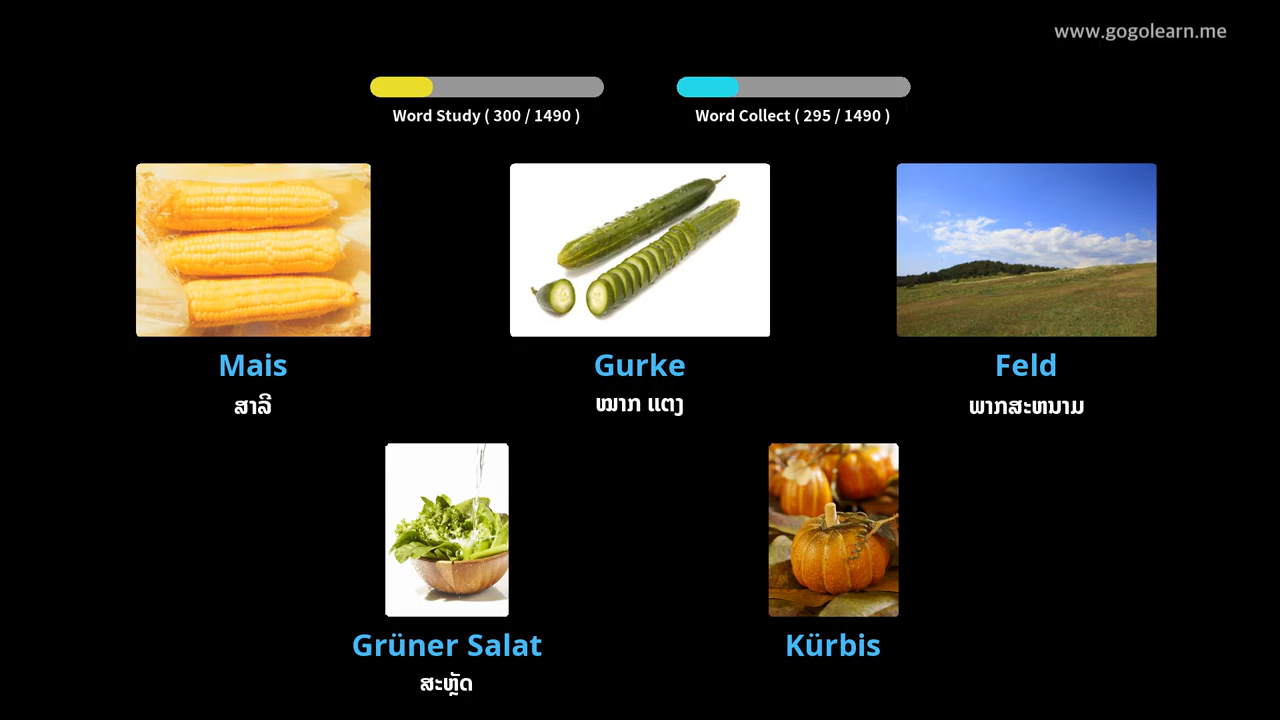 www.gogolearn.me
Word Study ( 300 / 1490 )
Word Collect ( 295 / 1490 )
Mais
Gurke
Feld
ສາລີ
ໝາກ ແຕງ
ພາກສະຫນາມ
Grüner Salat
Kürbis
ສະຫຼັດ